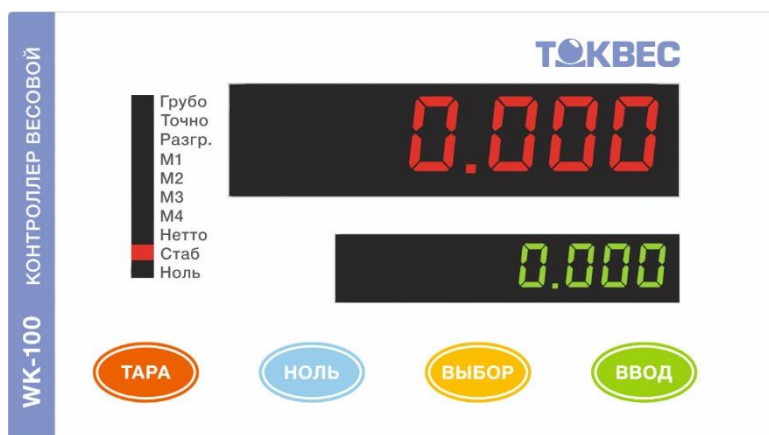 WK-100 КОНТРОЛЛЕР ВЕСОВОЙ
ТОКВЕС
Грубо
Точно
Разгр.
М1
М2
М3
М4
Нетто
Стаб
Ноль
0.000
0.000
ТАРА
НОЛЬ
ВЫБОР
ВВОД